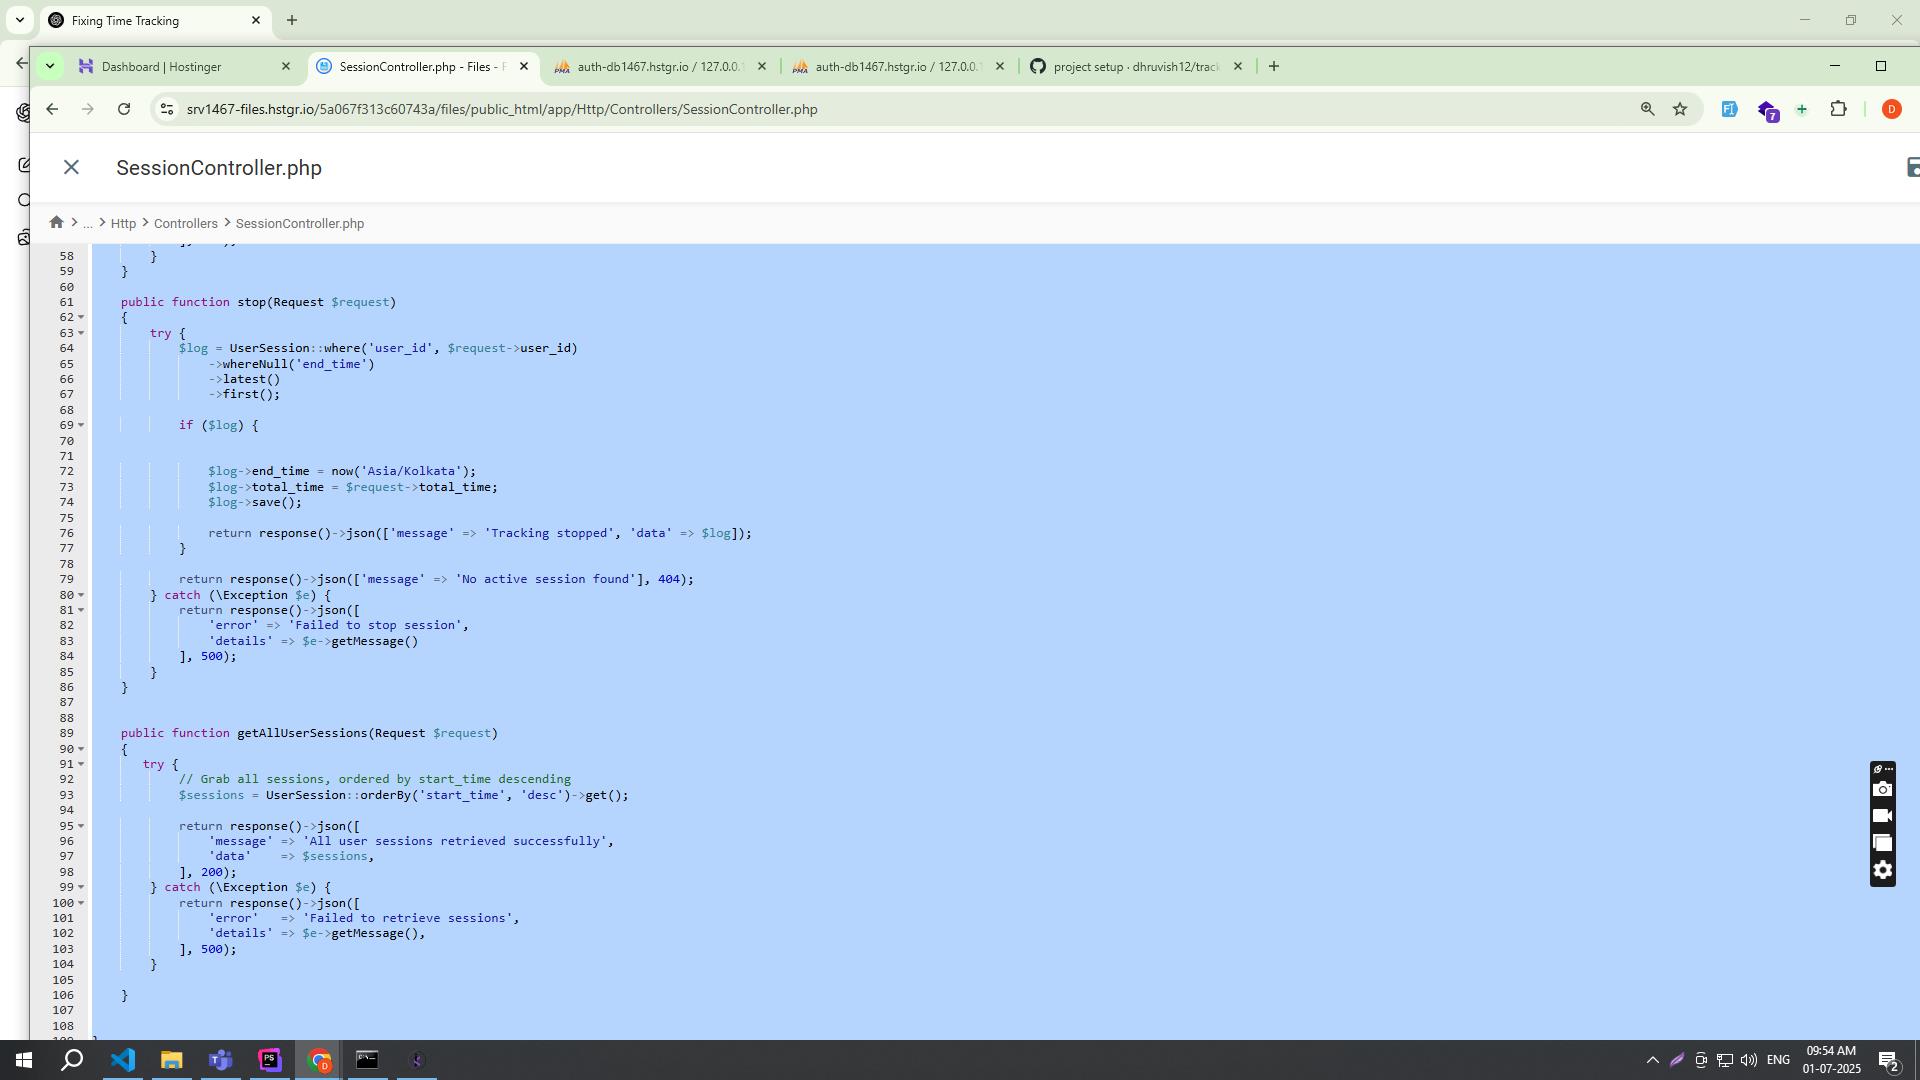 Fixing Time Tracking
Dashboard | Hostinger
SessionController.php - Files - F
auth-db1467.hstgr.io / 127.0.0.1
auth-db1467.hstgr.io / 127.0.0.1
project setup · dhruvish12/track
srv1467-files.hstgr.io/5a067f313c60743a/files/public_html/app/Http/Controllers/SessionController.php
7
D
SessionController.php
... Http Controllers SessionController.php
58 }
59 }
60
61 public function stop(Request $request)
62 {
63 try {
64 $log = UserSession::where('user_id', $request->user_id)
65 ->whereNull('end_time')
66 ->latest()
67 ->first();
68
69 if ($log) {
70
71
72 $log->end_time = now('Asia/Kolkata');
73 $log->total_time = $request->total_time;
74 $log->save();
75
76 return response()->json(['message' => 'Tracking stopped', 'data' => $log]);
77 }
78
79 return response()->json(['message' => 'No active session found'], 404);
80 } catch (\Exception $e) {
81 return response()->json([
82 'error' => 'Failed to stop session',
83 'details' => $e->getMessage()
84 ], 500);
85 }
86 }
87
88
89 public function getAllUserSessions(Request $request)
90 {
91 try {
92 // Grab all sessions, ordered by start_time descending
93 $sessions = UserSession::orderBy('start_time', 'desc')->get();
94
95 return response()->json([
96 'message' => 'All user sessions retrieved successfully',
97 'data' => $sessions,
98 ], 200);
99 } catch (\Exception $e) {
100 return response()->json([
101 'error' => 'Failed to retrieve sessions',
102 'details' => $e->getMessage(),
103 ], 500);
104 }
105
106 }
107
108
ENG
09:54 AM
01-07-2025
2